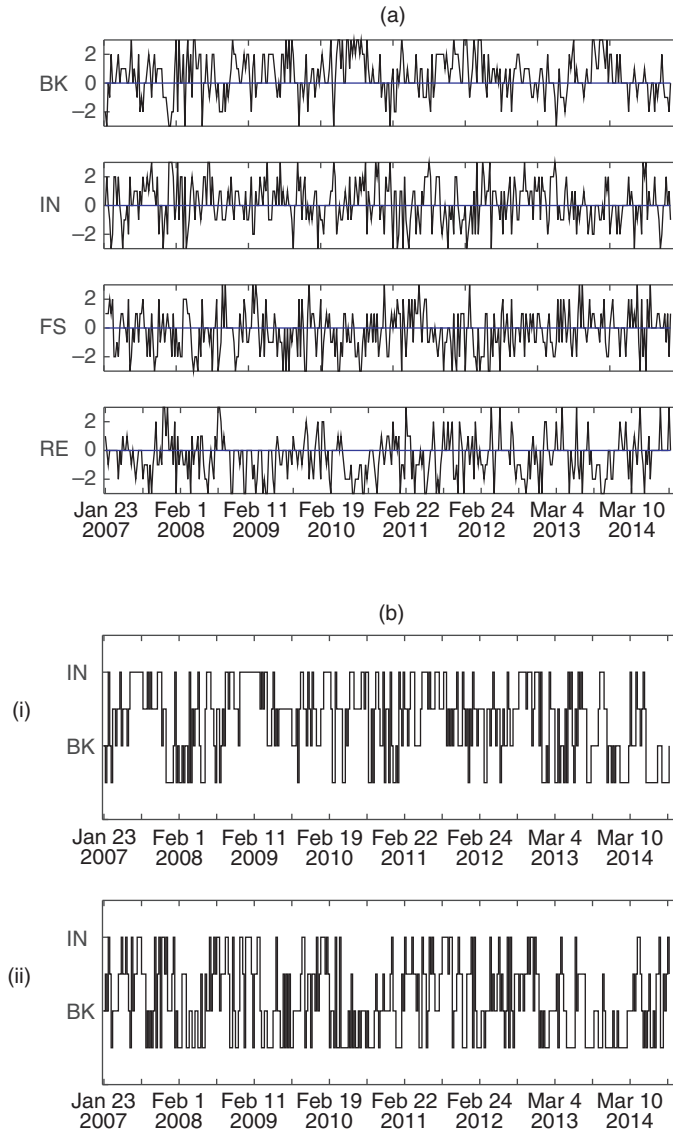 (a)
2
BK 0
−2
2
IN 0
−2
2
FS 0
−2
2
RE 0
−2
Jan 23 Feb 1 Feb 11 Feb 19 Feb 22 Feb 24 Mar 4 Mar 10
2007 2008 2009 2010 2011 2012 2013 2014
(b)
IN
(i)
BK
Jan 23 Feb 1 Feb 11 Feb 19 Feb 22 Feb 24 Mar 4 Mar 10
2007 2008 2009 2010 2011 2012 2013 2014
IN
(ii)
BK
Jan 23 Feb 1 Feb 11 Feb 19 Feb 22 Feb 24 Mar 4 Mar 10
2007 2008 2009 2010 2011 2012 2013 2014